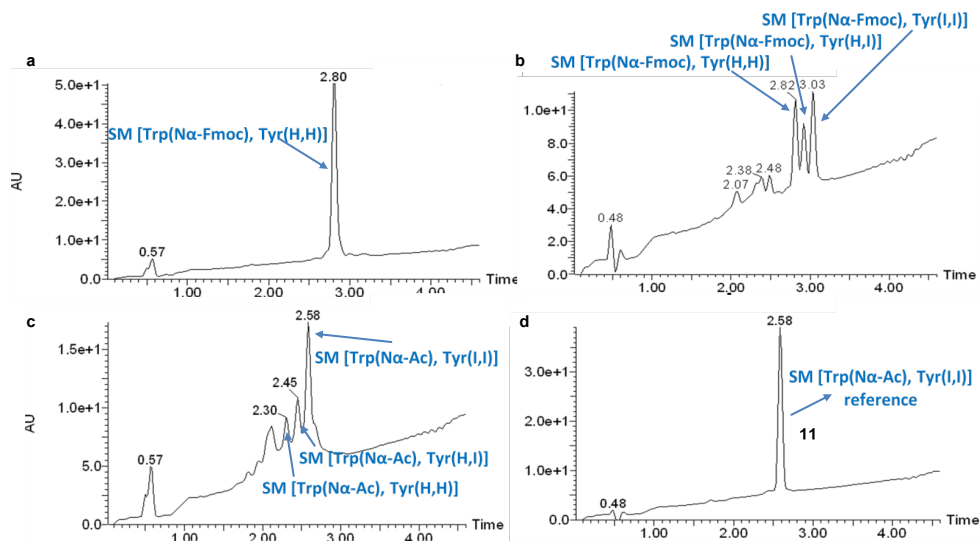 a
2.80
5.0e+1
4.0e+1
3.0e+1
2.0e+1
1.0e+1
0.0
AU
SM [Trp(Nα-Fmoc), Tyr(H,H)]
0.57
1.00
2.00
3.00
4.00
Time
b
SM [Trp(Nα-Fmoc), Tyr(I,I)]
SM [Trp(Nα-Fmoc), Tyr(H,I)]
SM [Trp(Nα-Fmoc), Tyr(H,H)]
2.82
3.03
1.0e+1
8.0
6.0
4.0
2.0
0.0
2.38
2.48
2.07
0.48
1.00
2.00
3.00
4.00
c
2.58
1.5e+1
1.0e+1
5.0
0.0
AU
SM [Trp(Nα-Ac), Tyr(I,I)]
2.45
2.30
SM [Trp(Nα-Ac), Tyr(H,I)]
SM [Trp(Nα-Ac), Tyr(H,H)]
0.57
1.00
2.00
3.00
4.00
Time
d
2.58
3.0e+1
2.0e+1
1.0e+1
0.0
SM [Trp(Nα-Ac), Tyr(I,I)]
reference
11
0.48
1.00
2.00
3.00
4.00
Time